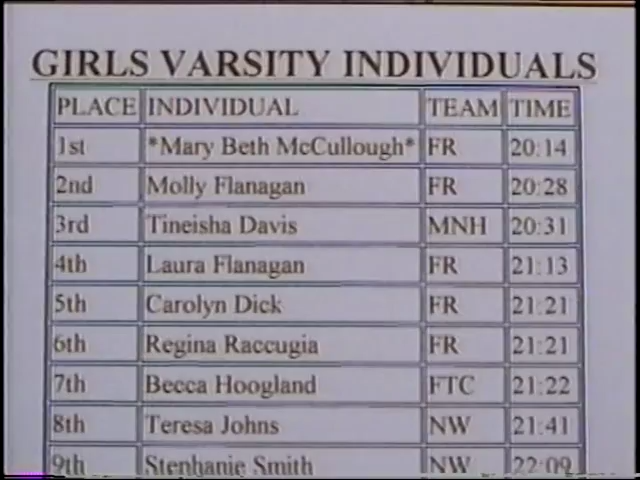 GIRLS VARSITY INDIVIDUALS
PLACE INDIVIDUAL TEAM TIME
1st *Mary Beth McCullough* FR 20:14
2nd Molly Flanagan FR 20:28
3rd Tineisha Davis MNH 20:31
4th Laura Flanagan FR 21:13
5th Carolyn Dick FR 21:21
6th Regina Raccugia FR 21:21
7th Becca Hoogland FTC 21:22
8th Teresa Johns NW 21:41
9th Stephanie Smith NW 22:09